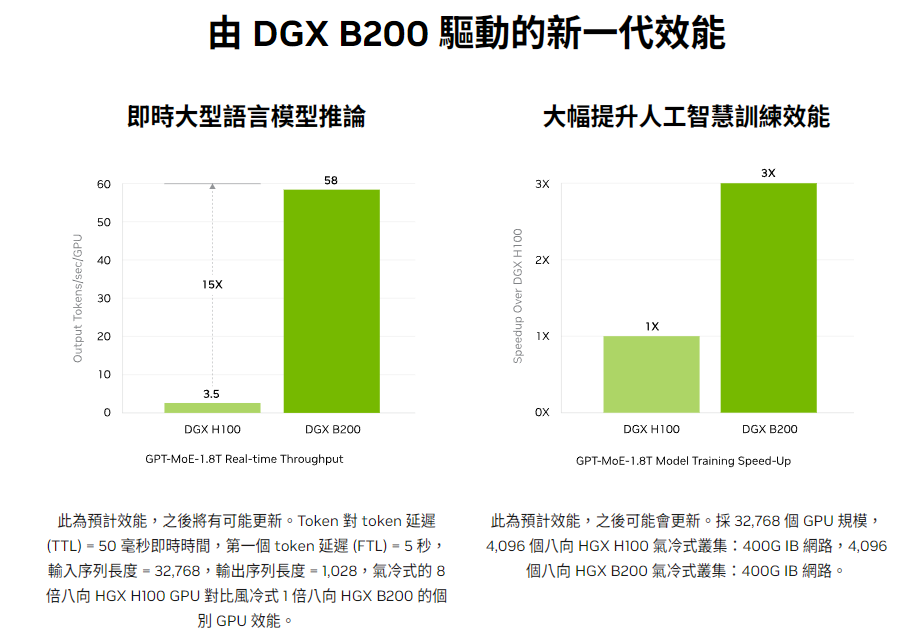 由 DGX B200 驅動的新一代效能
即時大型語言模型推論
60
50
40
30
20
10
0
Output Tokens/sec/GPU
15X
3.5
58
DGX H100
DGX B200
GPT-MoE-1.8T Real-time Throughput
此為預計效能，之後將有可能更新。Token 對 token 延遲
(TTL) = 50 毫秒即時時間，第一個 token 延遲 (FTL) = 5 秒，
輸入序列長度 = 32,768，輸出序列長度 = 1,028，氣冷式的 8
倍八向 HGX H100 GPU 對比風冷式 1 倍八向 HGX B200 的個
別 GPU 效能。
大幅提升人工智慧訓練效能
3X
2X
1X
0X
Speedup Over DGX H100
1X
3X
DGX H100
DGX B200
GPT-MoE-1.8T Model Training Speed-Up
此為預計效能，之後可能會更新。採 32,768 個 GPU 規模，
4,096 個八向 HGX H100 氣冷式叢集：400G IB 網路，4,096
個八向 HGX B200 氣冷式叢集：400G IB 網路。